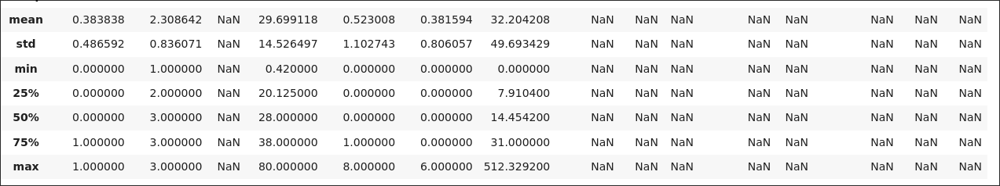 mean 0.383838 2.308642 NaN 29.699118 0.523008 0.381594 32.204208 NaN NaN NaN NaN NaN NaN NaN NaN
std 0.486592 0.836071 NaN 14.526497 1.102743 0.806057 49.693429 NaN NaN NaN NaN NaN NaN NaN NaN
min 0.000000 1.000000 NaN 0.420000 0.000000 0.000000 0.000000 NaN NaN NaN NaN NaN NaN NaN NaN
25% 0.000000 2.000000 NaN 20.125000 0.000000 0.000000 7.910400 NaN NaN NaN NaN NaN NaN NaN NaN
50% 0.000000 3.000000 NaN 28.000000 0.000000 0.000000 14.454200 NaN NaN NaN NaN NaN NaN NaN NaN
75% 1.000000 3.000000 NaN 38.000000 1.000000 0.000000 31.000000 NaN NaN NaN NaN NaN NaN NaN NaN
max 1.000000 3.000000 NaN 80.000000 8.000000 6.000000 512.329200 NaN NaN NaN NaN NaN NaN NaN NaN